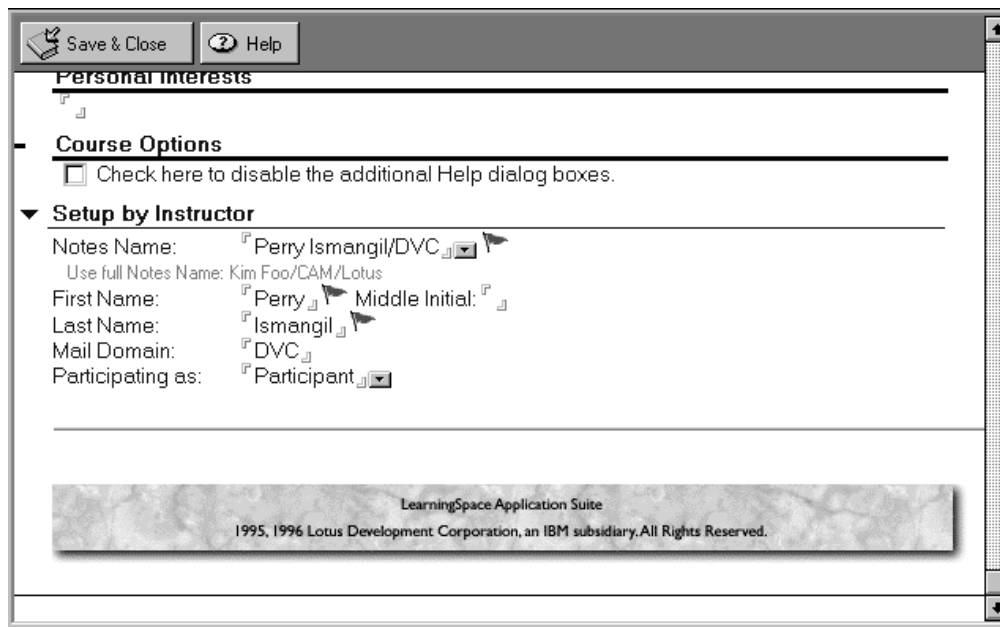 Save & Close Help
Personal Interests
Course Options
Check here to disable the additional Help dialog boxes.
Setup by Instructor
Notes Name: Perry Ismangil/DVC
Use full Notes Name: Kim Foo/CAM/Lotus
First Name: Perry Middle Initial:
Last Name: Ismangil
Mail Domain: DVC
Participating as: Participant
LearningSpace Application Suite
1995, 1996 Lotus Development Corporation, an IBM subsidiary. All Rights Reserved.